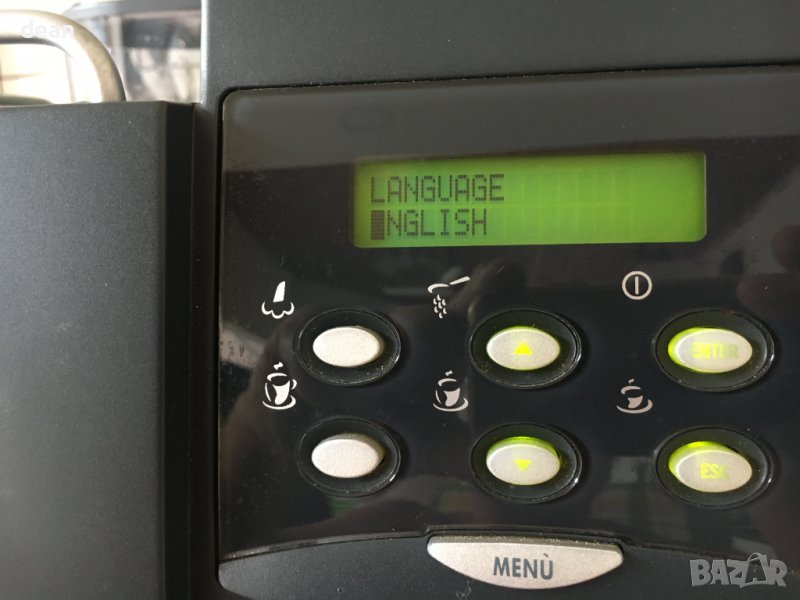 dean
LANGUAGE
NGLISH
ENTER
ESC
MENÙ
BAZAR